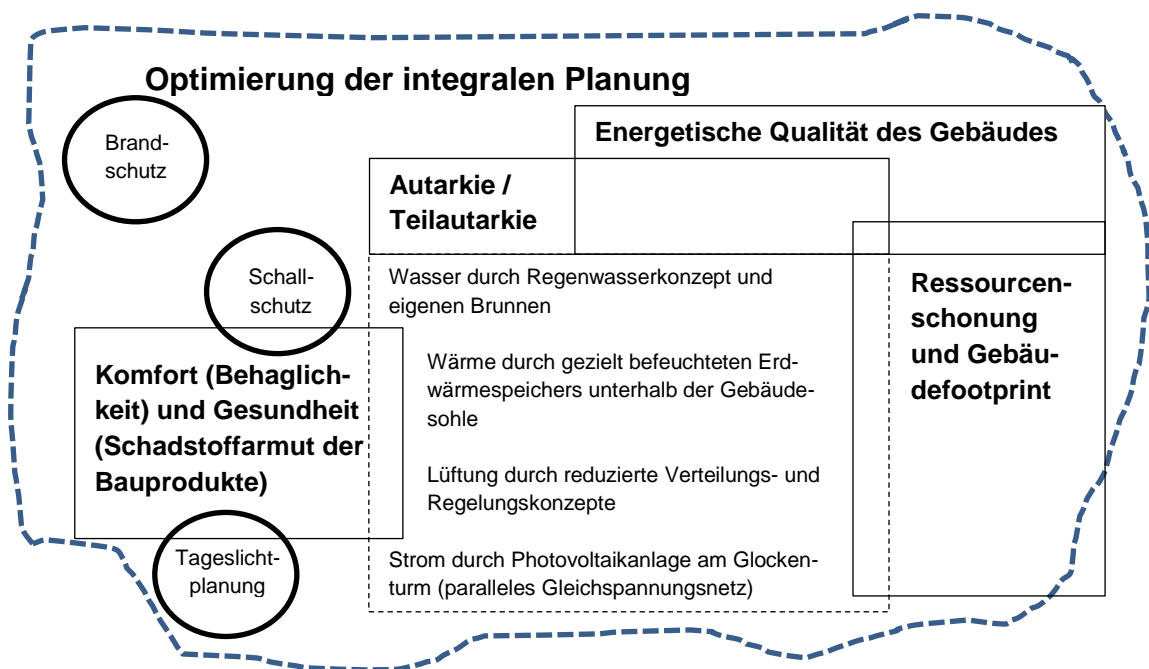 Optimierung der integralen Planung
Brand-
schutz
Energetische Qualität des Gebäudes
Autarkie /
Teilautarkie
Schall-
schutz
Wasser durch Regenwasserkonzept und
eigenen Brunnen
Ressourcen-
schonung
und Gebäu-
defootprint
Komfort (Behaglich-
keit) und Gesundheit
(Schadstoffarmut der
Bauprodukte)
Wärme durch gezielt befeuchteten Erd-
wärmespeichers unterhalb der Gebäude-
sohle
Lüftung durch reduzierte Verteilungs- und
Regelungskonzepte
Tageslicht-
planung
Strom durch Photovoltaikanlage am Glocken-
turm (paralleles Gleichspannungsnetz)